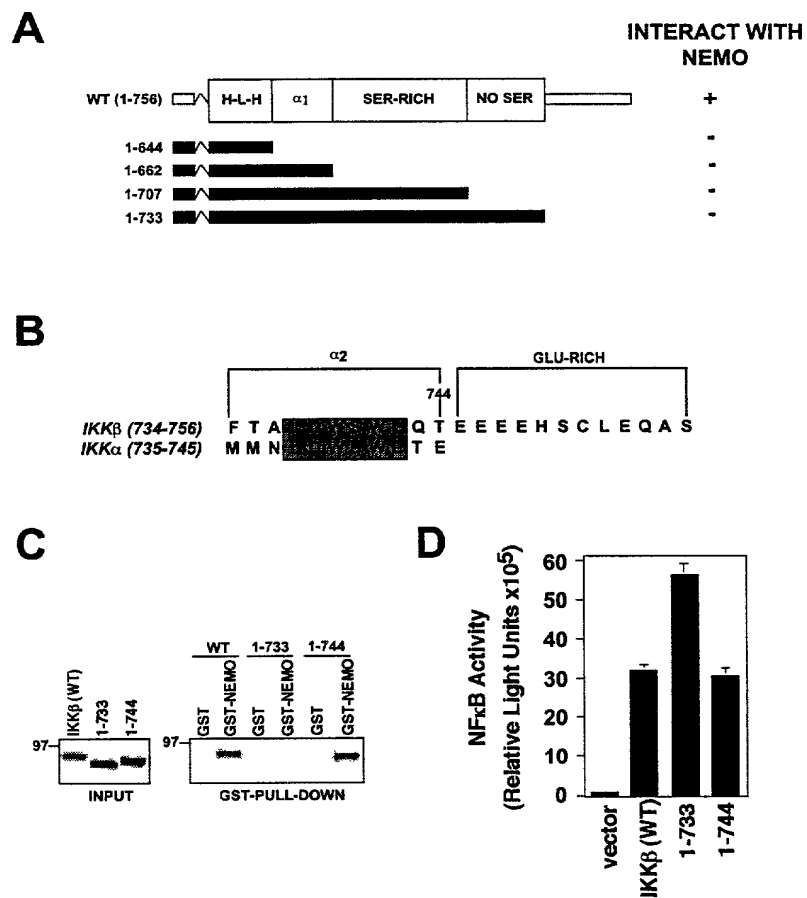 A
INTERACT WITH
NEMO
WT (1-756)
H-L-H
α1
SER-RICH
NO SER
+
1-644
-
1-662
-
1-707
-
1-733
-
B
α2
GLU-RICH
744
IKKβ (734-756)
F T A
Q T E E E E H S C L E Q A S
IKKα (735-745)
M M N
T E
C
WT
1-733
1-744
IKKβ (WT)
1-733
1-744
GST
GST-NEMO
GST
GST-NEMO
GST
GST-NEMO
97
97
INPUT
GST-PULL-DOWN
D
NFκB Activity
(Relative Light Units x10⁵)
60
50
40
30
20
10
0
vector
IKKβ (WT)
1-733
1-744